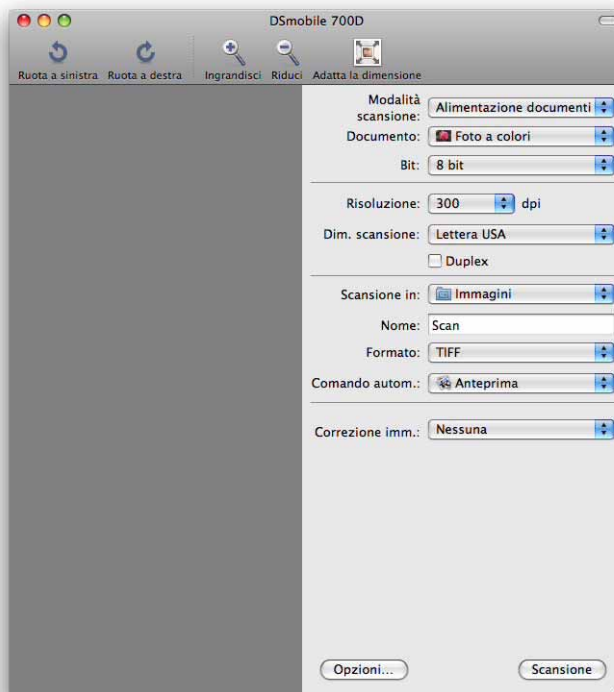 DSmobile 700D
Ruota a sinistra Ruota a destra Ingrandisci Riduci Adatta la dimensione
Modalità scansione: Alimentazione documenti
Documento: Foto a colori
Bit: 8 bit
Risoluzione: 300 dpi
Dim. scansione: Lettera USA
Duplex
Scansione in: Immagini
Nome: Scan
Formato: TIFF
Comando autom.: Anteprima
Correzione imm.: Nessuna
Opzioni... Scansione